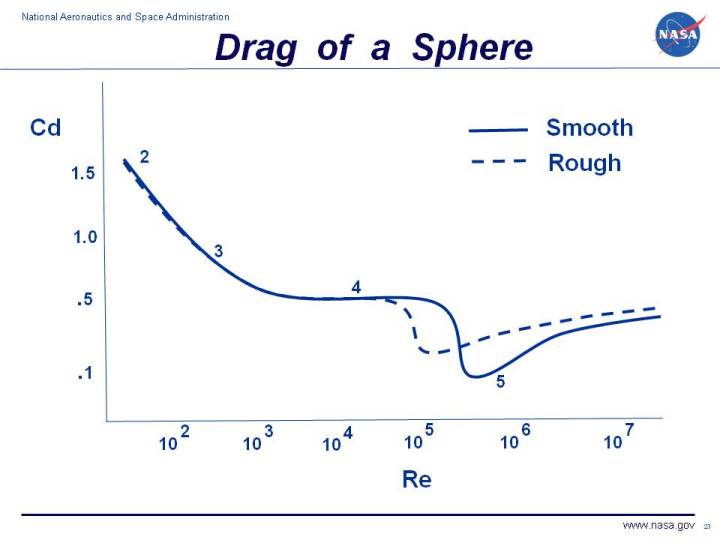 National Aeronautics and Space Administration
NASA
Drag of a Sphere
Cd
Smooth
Rough
2
1.5
1.0
3
4
.5
.1
5
10 2 10 3 10 4 10 5 10 6 10 7
Re
www.nasa.gov 23